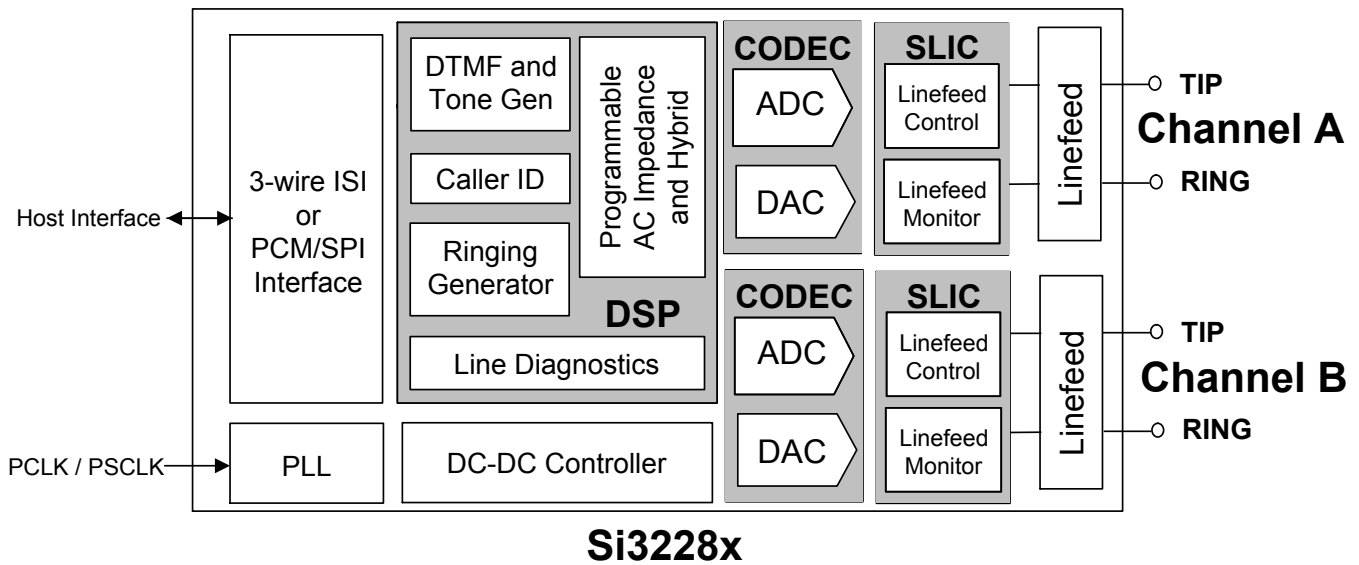 Host Interface
3-wire ISI
or
PCM/SPI
Interface
PCLK / PSCLK
PLL
DTMF and
Tone Gen
Caller ID
Ringing
Generator
Programmable
AC Impedance
and Hybrid
DSP
Line Diagnostics
DC-DC Controller
CODEC
ADC
DAC
SLIC
Linefeed
Control
Linefeed
Monitor
Linefeed
TIP
Channel A
RING
CODEC
ADC
DAC
SLIC
Linefeed
Control
Linefeed
Monitor
Linefeed
TIP
Channel B
RING
Si3228x